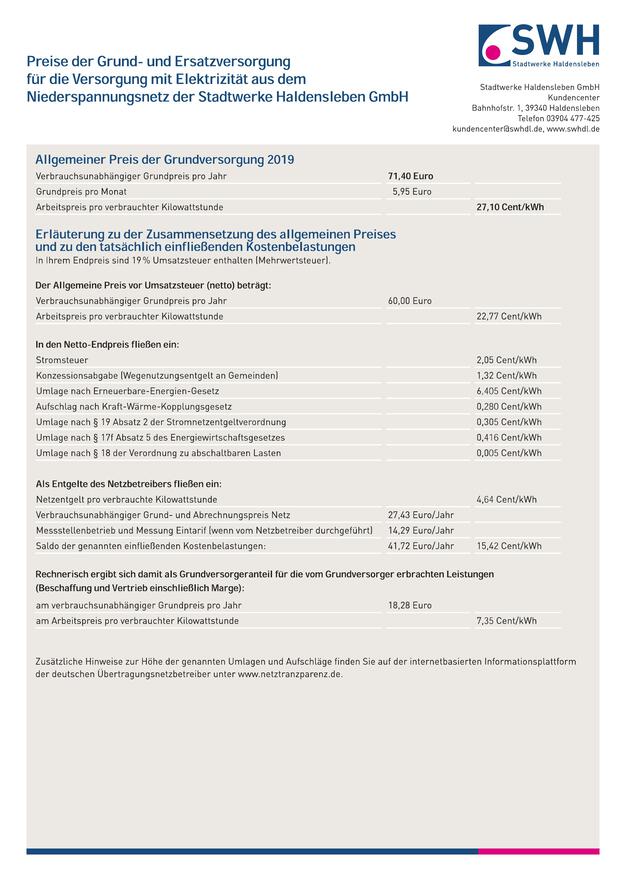 SWH
Stadtwerke Haldensleben
Preise der Grund- und Ersatzversorgung
für die Versorgung mit Elektrizität aus dem
Niederspannungsnetz der Stadtwerke Haldensleben GmbH
Stadtwerke Haldensleben GmbH
Kundencenter
Bahnhofstr. 1, 39340 Haldensleben
Telefon 03904 477-425
kundencenter@swhdl.de, www.swhdl.de
Allgemeiner Preis der Grundversorgung 2019
Verbrauchsunabhängiger Grundpreis pro Jahr 71,40 Euro
Grundpreis pro Monat 5,95 Euro
Arbeitspreis pro verbrauchter Kilowattstunde 27,10 Cent/kWh
Erläuterung zu der Zusammensetzung des allgemeinen Preises
und zu den tatsächlich einfließenden Kostenbelastungen
In Ihrem Endpreis sind 19 % Umsatzsteuer enthalten (Mehrwertsteuer).
Der Allgemeine Preis vor Umsatzsteuer (netto) beträgt:
Verbrauchsunabhängiger Grundpreis pro Jahr 60,00 Euro
Arbeitspreis pro verbrauchter Kilowattstunde 22,77 Cent/kWh
In den Netto-Endpreis fließen ein:
Stromsteuer 2,05 Cent/kWh
Konzessionsabgabe (Wegenutzungsentgelt an Gemeinden) 1,32 Cent/kWh
Umlage nach Erneuerbare-Energien-Gesetz 6,405 Cent/kWh
Aufschlag nach Kraft-Wärme-Kopplungsgesetz 0,280 Cent/kWh
Umlage nach § 19 Absatz 2 der Stromnetzentgeltverordnung 0,305 Cent/kWh
Umlage nach § 17f Absatz 5 des Energiewirtschaftsgesetzes 0,416 Cent/kWh
Umlage nach § 18 der Verordnung zu abschaltbaren Lasten 0,005 Cent/kWh
Als Entgelte des Netzbetreibers fließen ein:
Netzentgelt pro verbrauchte Kilowattstunde 4,64 Cent/kWh
Verbrauchsunabhängiger Grund- und Abrechnungspreis Netz 27,43 Euro/Jahr
Messstellenbetrieb und Messung Eintarif (wenn vom Netzbetreiber durchgeführt) 14,29 Euro/Jahr
Saldo der genannten einfließenden Kostenbelastungen: 41,72 Euro/Jahr 15,42 Cent/kWh
Rechnerisch ergibt sich damit als Grundversorgeranteil für die vom Grundversorger erbrachten Leistungen
(Beschaffung und Vertrieb einschließlich Marge):
am verbrauchsunabhängiger Grundpreis pro Jahr 18,28 Euro
am Arbeitspreis pro verbrauchter Kilowattstunde 7,35 Cent/kWh
Zusätzliche Hinweise zur Höhe der genannten Umlagen und Aufschläge finden Sie auf der internetbasierten Informationsplattform
der deutschen Übertragungsnetzbetreiber unter www.netztranzparenz.de.